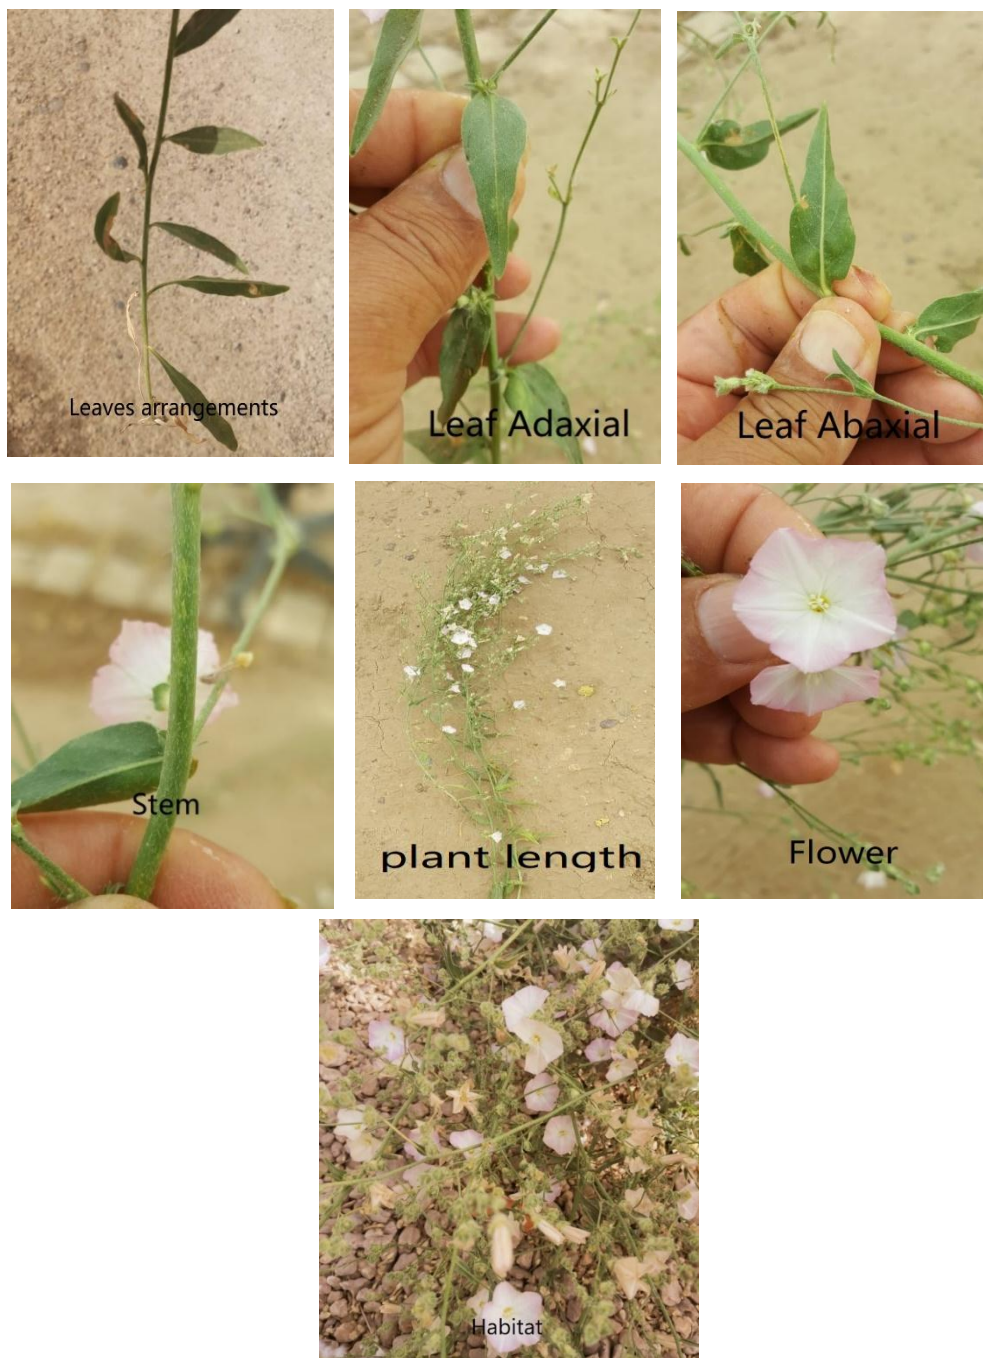 Leaves arrangements
Leaf Adaxial
Leaf Abaxial
Stem
plant length
Flower
Habitat